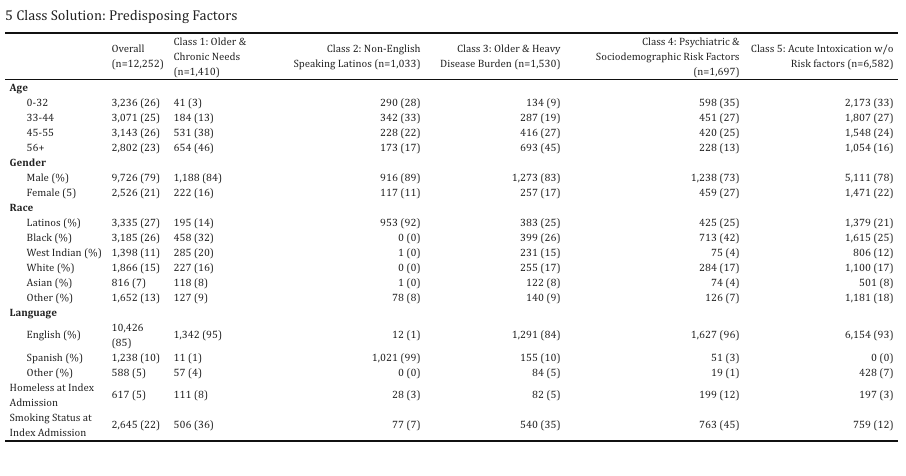 5 Class Solution: Predisposing Factors
Overall (n=12,252) Class 1: Older & Chronic Needs (n=1,410) Class 2: Non-English Speaking Latinos (n=1,033) Class 3: Older & Heavy Disease Burden (n=1,530) Class 4: Psychiatric & Sociodemographic Risk Factors (n=1,697) Class 5: Acute Intoxication w/o Risk factors (n=6,582)
Age
0-32 3,236 (26) 41 (3) 290 (28) 134 (9) 598 (35) 2,173 (33)
33-44 3,071 (25) 184 (13) 342 (33) 287 (19) 451 (27) 1,807 (27)
45-55 3,143 (26) 531 (38) 228 (22) 416 (27) 420 (25) 1,548 (24)
56+ 2,802 (23) 654 (46) 173 (17) 693 (45) 228 (13) 1,054 (16)
Gender
Male (%) 9,726 (79) 1,188 (84) 916 (89) 1,273 (83) 1,238 (73) 5,111 (78)
Female (5) 2,526 (21) 222 (16) 117 (11) 257 (17) 459 (27) 1,471 (22)
Race
Latinos (%) 3,335 (27) 195 (14) 953 (92) 383 (25) 425 (25) 1,379 (21)
Black (%) 3,185 (26) 458 (32) 0 (0) 399 (26) 713 (42) 1,615 (25)
West Indian (%) 1,398 (11) 285 (20) 1 (0) 231 (15) 75 (4) 806 (12)
White (%) 1,866 (15) 227 (16) 0 (0) 255 (17) 284 (17) 1,100 (17)
Asian (%) 816 (7) 118 (8) 1 (0) 122 (8) 74 (4) 501 (8)
Other (%) 1,652 (13) 127 (9) 78 (8) 140 (9) 126 (7) 1,181 (18)
Language
English (%) 10,426 (85) 1,342 (95) 12 (1) 1,291 (84) 1,627 (96) 6,154 (93)
Spanish (%) 1,238 (10) 11 (1) 1,021 (99) 155 (10) 51 (3) 0 (0)
Other (%) 588 (5) 57 (4) 0 (0) 84 (5) 19 (1) 428 (7)
Homeless at Index Admission 617 (5) 111 (8) 28 (3) 82 (5) 199 (12) 197 (3)
Smoking Status at Index Admission 2,645 (22) 506 (36) 77 (7) 540 (35) 763 (45) 759 (12)